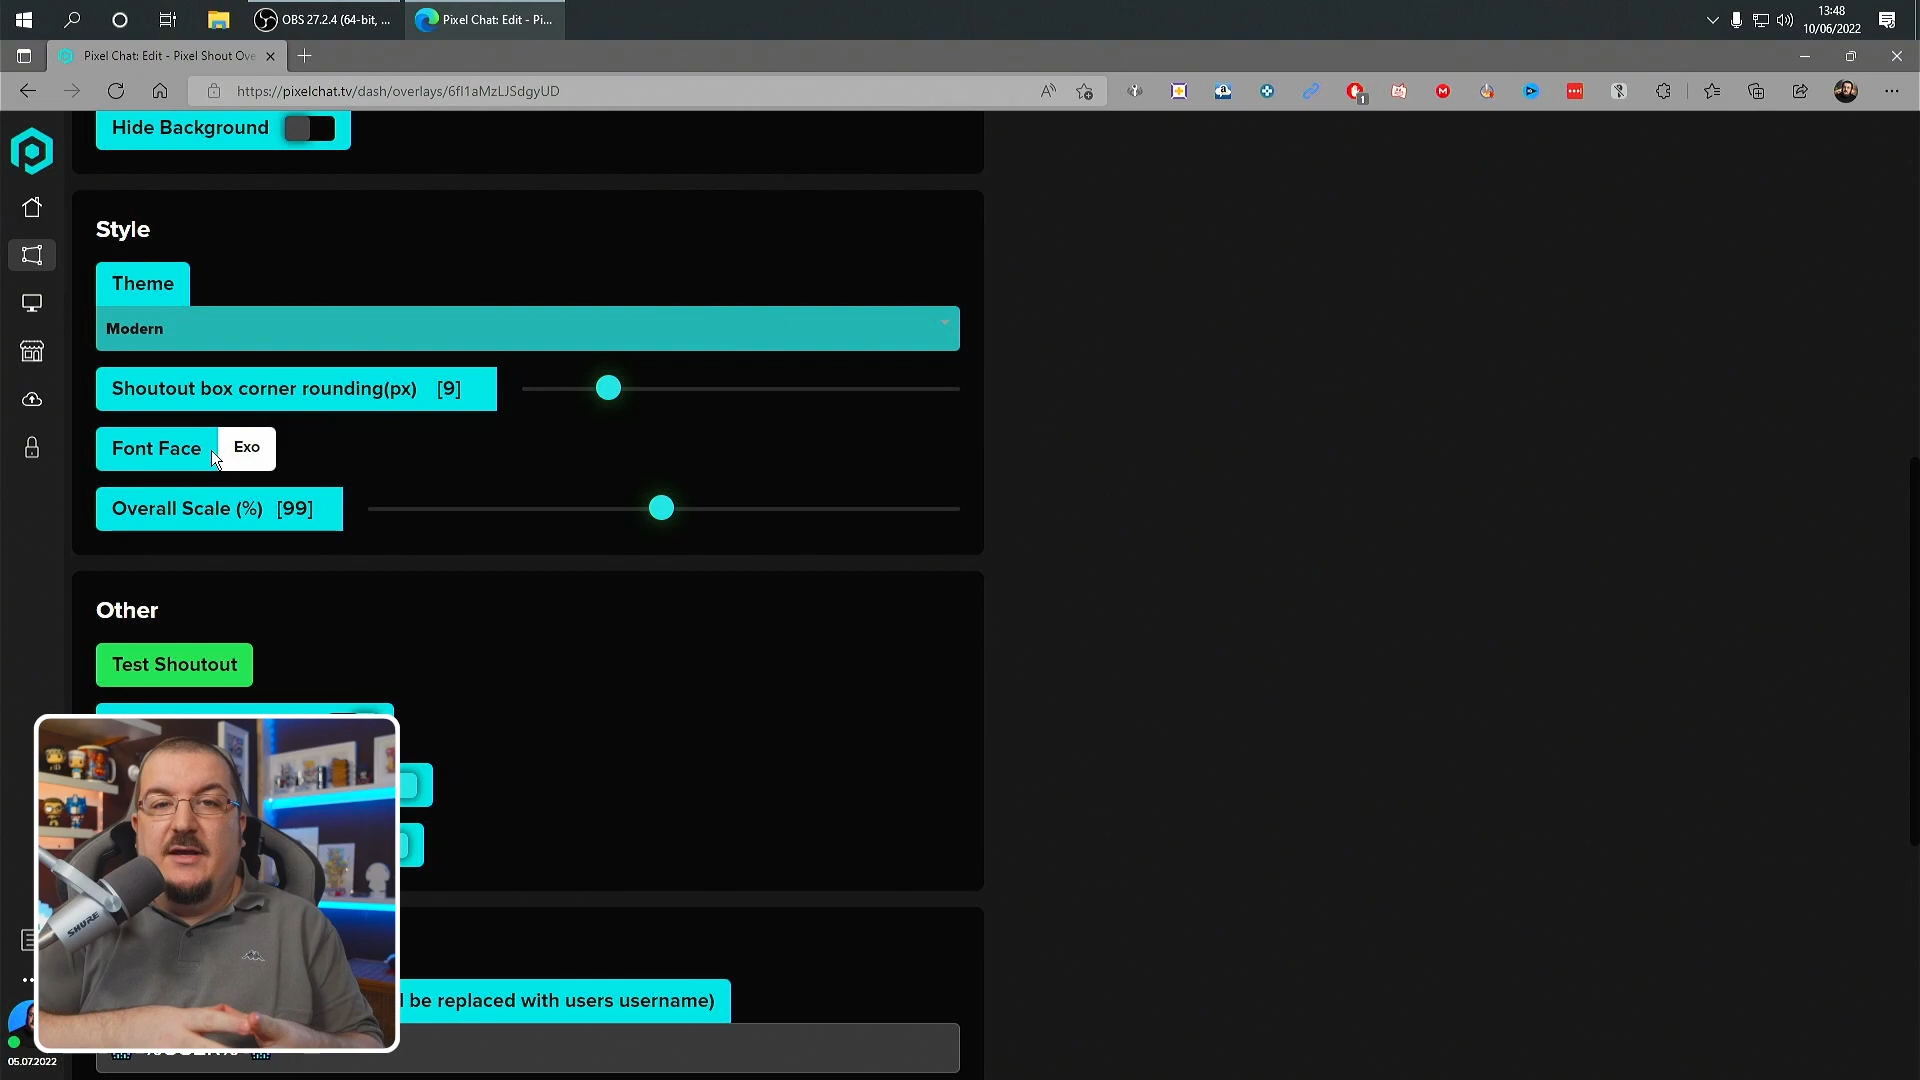 OBS 27.2.4 (64-bit, ...
Pixel Chat: Edit - Pi...
13:48
10/06/2022
Pixel Chat: Edit - Pixel Shout Ove
https://pixelchat.tv/dash/overlays/6fI1aMzLJSdgyUD
1
Hide Background
Style
Theme
Modern
Shoutout box corner rounding(px) [9]
Font Face
Exo
Overall Scale (%) [99]
Other
Test Shoutout
SHURE
be replaced with users username)
05.07.2022